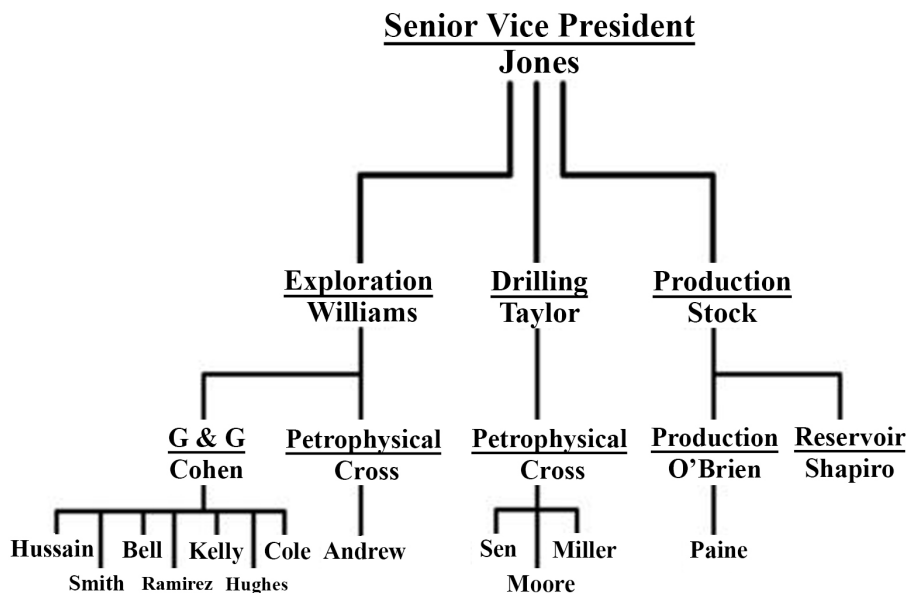 Senior Vice President
Jones
Exploration
Williams
Drilling
Taylor
Production
Stock
G & G
Cohen
Petrophysical
Cross
Petrophysical
Cross
Production
O’Brien
Reservoir
Shapiro
Hussain
Smith
Bell
Ramirez
Kelly
Hughes
Cole
Andrew
Sen
Moore
Miller
Paine